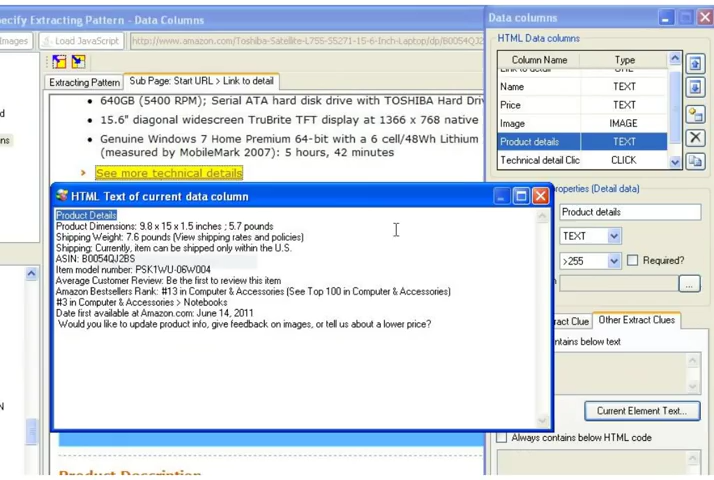 ecify Extracting Pattern - Data Columns
Images
Load JavaScript
http://www.amazon.com/Toshiba-Satellite-L755-S5271-15-6-Inch-Laptop/dp/B0054QJ2
Extracting Pattern
Sub Page: Start URL > Link to detail
640GB (5400 RPM); Serial ATA hard disk drive with TOSHIBA Hard Dri
15.6" diagonal widescreen TruBrite TFT display at 1366 x 768 native
Genuine Windows 7 Home Premium 64-bit with a 6 cell/48Wh Lithium
(measured by MobileMark 2007): 5 hours, 42 minutes
See more technical details
d
ns
N
HTML Text of current data column
Product Details
Product Dimensions: 9.8 x 15 x 1.5 inches ; 5.7 pounds
Shipping Weight: 7.6 pounds (View shipping rates and policies)
Shipping: Currently, item can be shipped only within the U.S.
ASIN: B0054QJ2BS
Item model number: PSK1WU-06W004
Average Customer Review: Be the first to review this item
Amazon Bestsellers Rank: #13 in Computer & Accessories (See Top 100 in Computer & Accessories)
#3 in Computer & Accessories > Notebooks
Date first available at Amazon.com: June 14, 2011
Would you like to update product info, give feedback on images, or tell us about a lower price?
Product Description
Data columns
HTML Data columns
Column Name Type
Link to detail URL
Name TEXT
Price TEXT
Image IMAGE
Product details TEXT
Technical detail Clic CLICK
roperties (Detail data)
Product details
TEXT
>255
Required?
...
ract Clue
Other Extract Clues
ntains below text
Current Element Text...
Always contains below HTML code